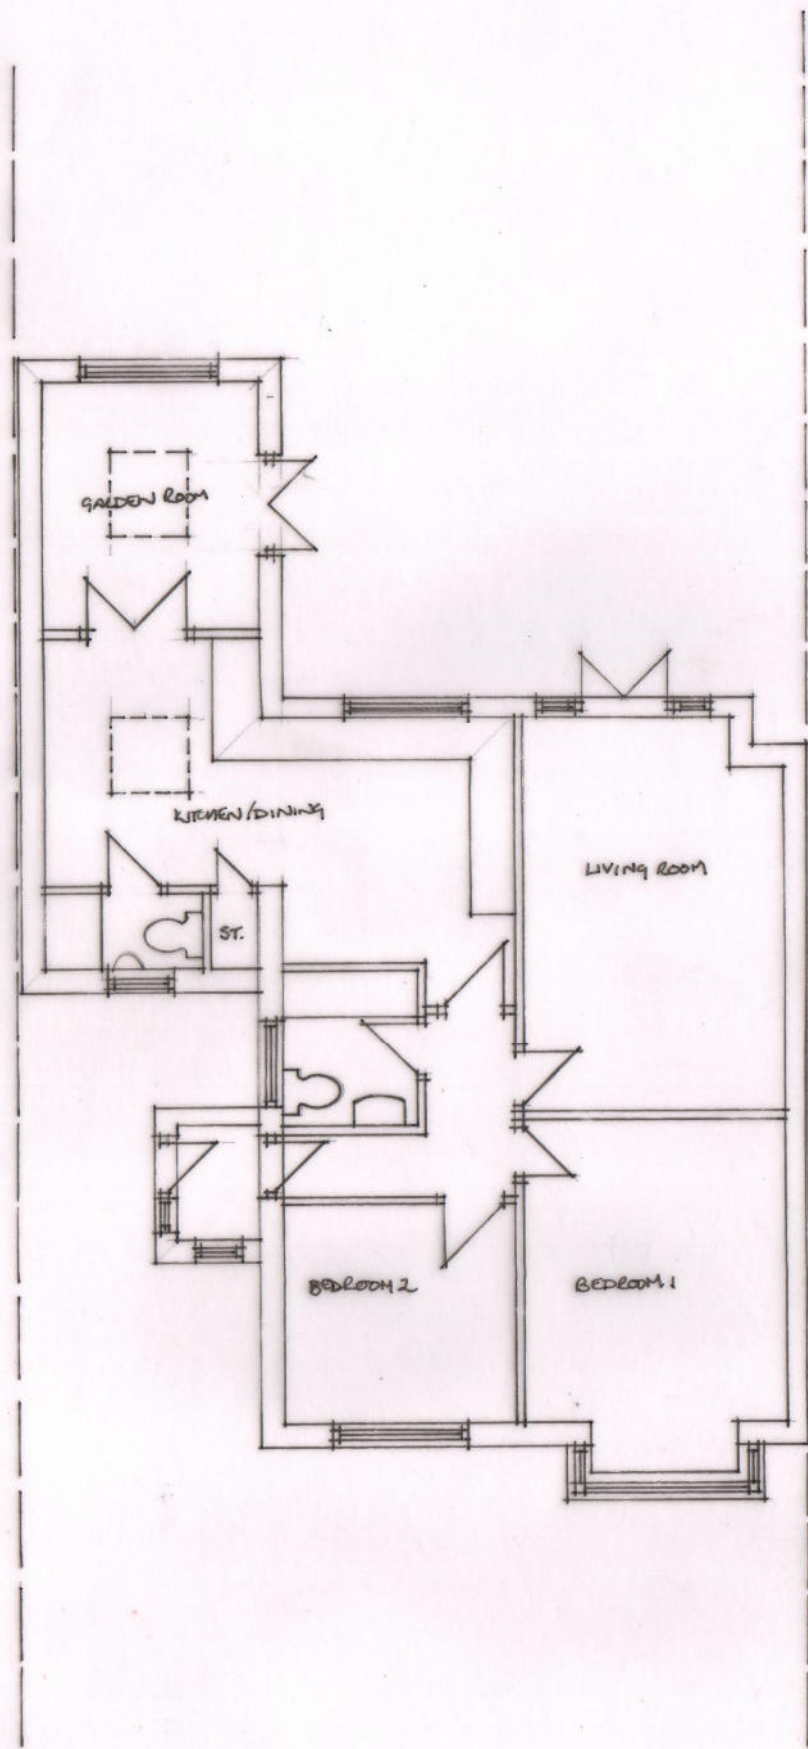 GARDEN ROOM
KITCHEN/DINING
LIVING ROOM
ST.
BEDROOM 2
BEDROOM 1